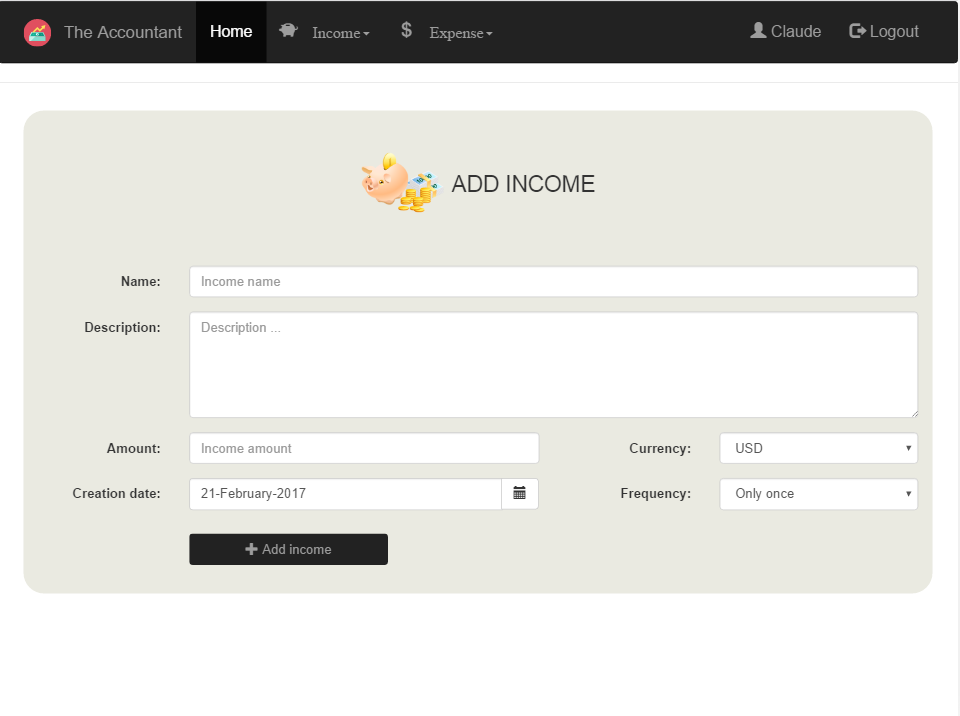 The Accountant Home Income $ Expense Claude Logout
ADD INCOME
Name: Income name
Description: Description ...
Amount: Income amount Currency: USD
Creation date: 21-February-2017 Frequency: Only once
Add income